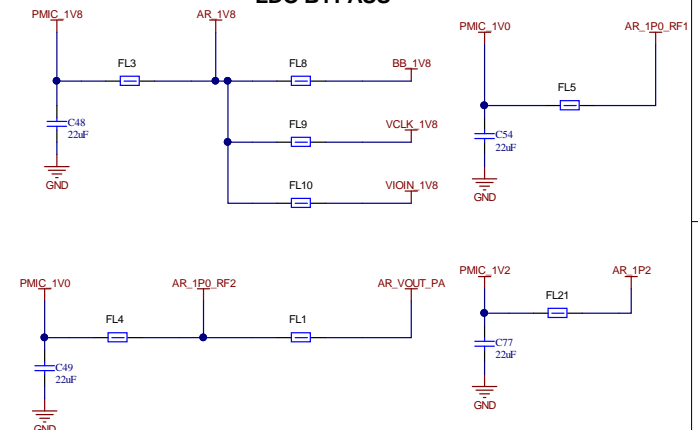 PMIC_1V8
AR_1V8
FL3
FL8
BB_1V8
C48
22uF
GND
FL9
VCLK_1V8
FL10
VIOIN_1V8
PMIC_1V0
AR_1P0_RF1
FL5
C54
22uF
GND
PMIC_1V0
AR_1P0_RF2
AR_VOUT_PA
FL4
FL1
C49
22uF
GND
PMIC_1V2
AR_1P2
FL21
C77
22uF
GND